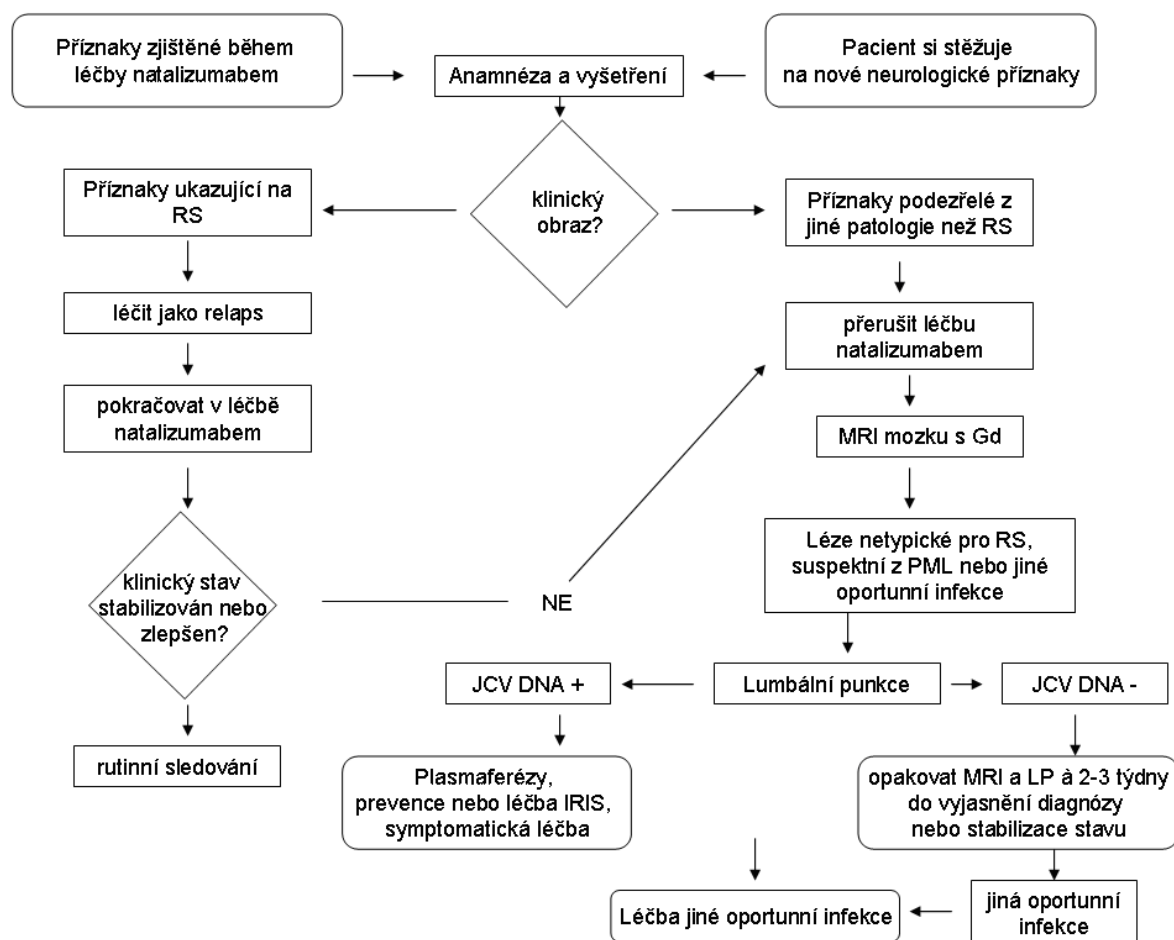 Příznaky zjištěné během
léčby natalizumabem
Anamnéza a vyšetření
Pacient si stěžuje
na nové neurologické příznaky
klinický
obraz?
Příznaky ukazující na
RS
Příznaky podezřelé z
jiné patologie než RS
léčit jako relaps
přerušit léčbu
natalizumabem
pokračovat v léčbě
natalizumabem
MRI mozku s Gd
klinický stav
stabilizován nebo
zlepšen?
NE
Léze netypické pro RS,
suspektní z PML nebo jiné
oportunní infekce
JCV DNA +
Lumbální punkce
JCV DNA -
rutinní sledování
Plasmaferézy,
prevence nebo léčba IRIS,
symptomatická léčba
opakovat MRI a LP à 2-3 týdny
do vyjasnění diagnózy
nebo stabilizace stavu
Léčba jiné oportunní infekce
jiná oportunní
infekce